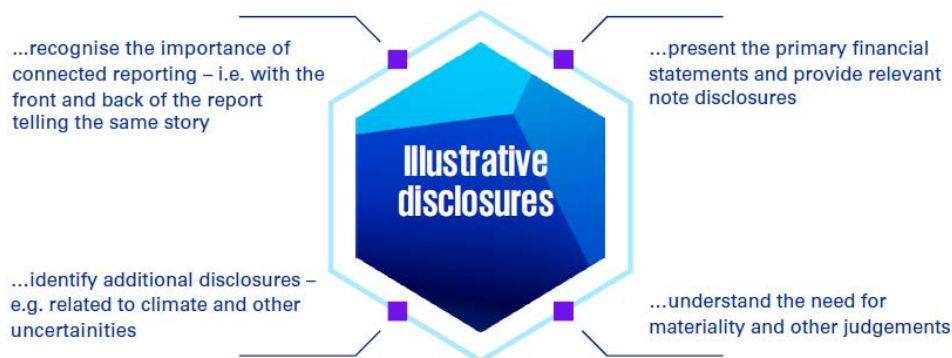 ...recognise the importance of
connected reporting – i.e. with the
front and back of the report
telling the same story
...present the primary financial
statements and provide relevant
note disclosures
Illustrative
disclosures
...identify additional disclosures –
e.g. related to climate and other
uncertainities
...understand the need for
materiality and other judgements